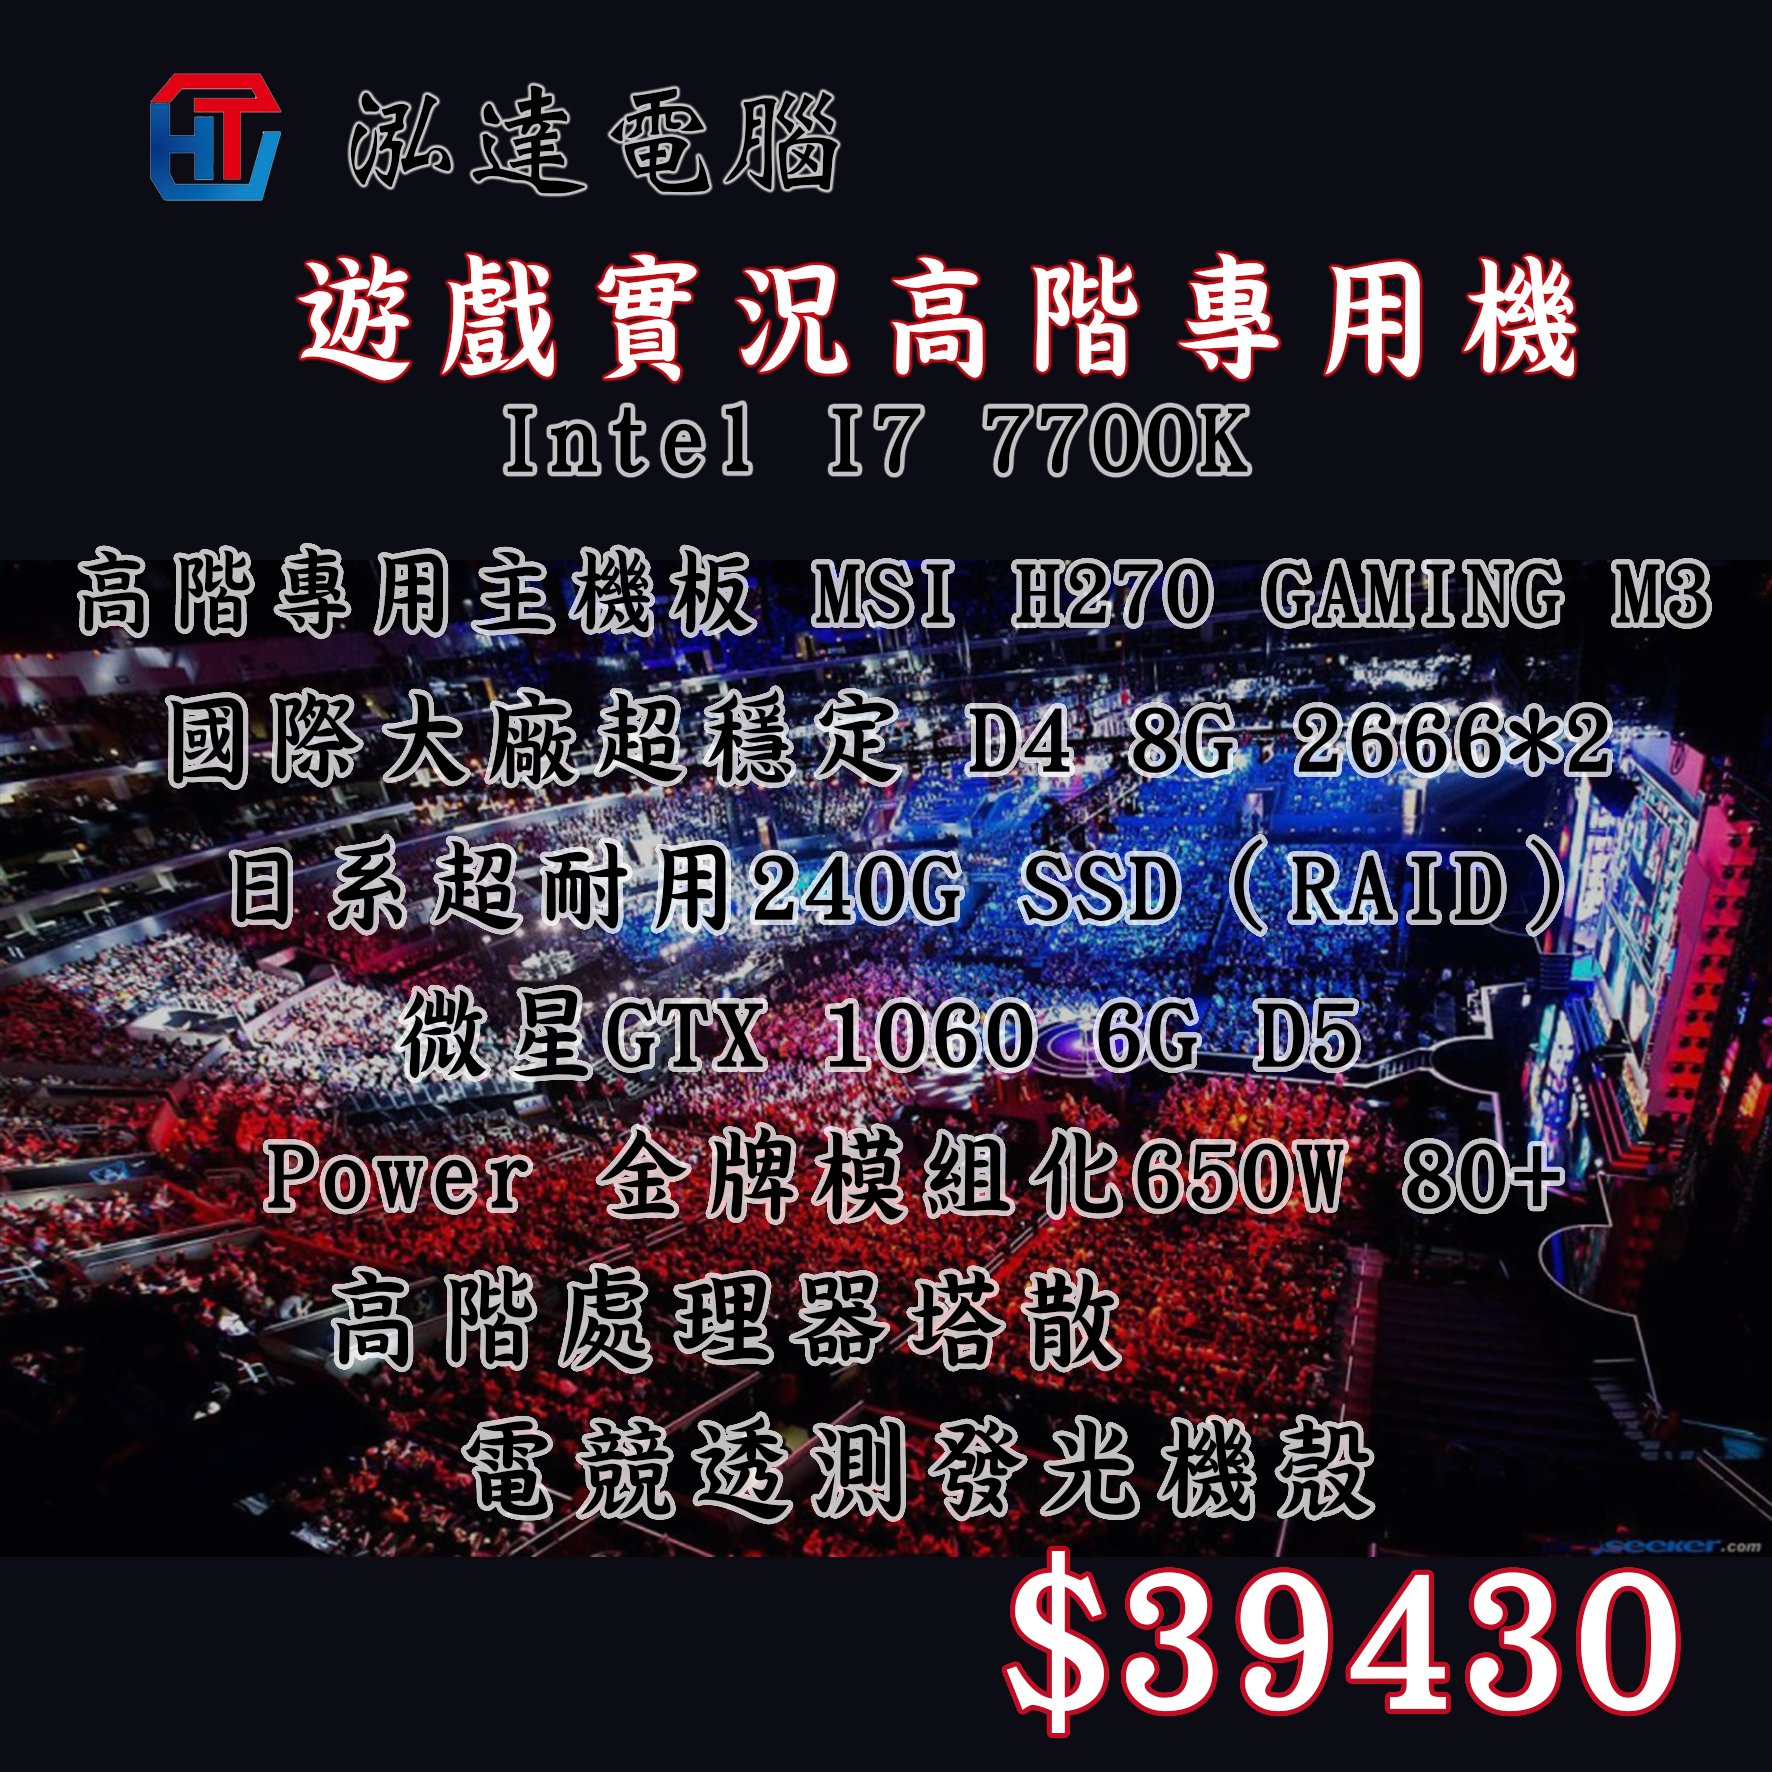 HT
泓達電腦
遊戲實況高階專用機
Intel I7 7700K
高階專用主機板 MSI H270 GAMING M3
國際大廠超穩定 D4 8G 2666*2
日系超耐用240G SSD（RAID）
微星GTX 1060 6G D5
Power 金牌模組化650W 80+
高階處理器塔散
電競透測發光機殼
seeker.com
$39430